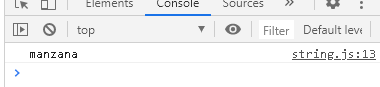 Elements Console Sources »
top Filter Default leve
manzana string.js:13